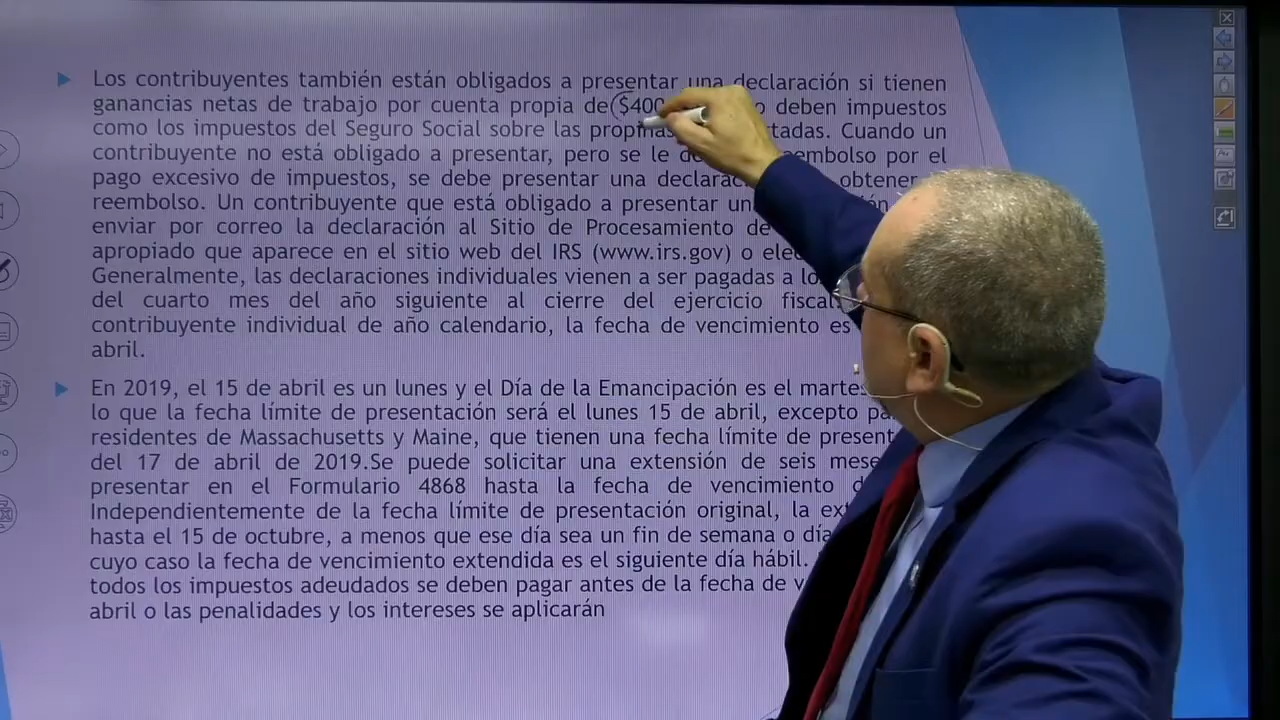 Los contribuyentes también están obligados a presentar una declaración si tienen
ganancias netas de trabajo por cuenta propia de $400 deben impuestos
como los impuestos del Seguro Social sobre las
contribuyente no está obligado a presentar, pero se le reembolso por el
pago excesivo de impuestos, se debe presentar una obtener
reembolso. Un contribuyente que está obligado a presentar
enviar por correo la declaración al Sitio de Procesamiento de
apropiado que aparece en el sitio web del IRS (www.irs.gov) o
Generalmente, las declaraciones individuales vienen a ser pagadas a
del cuarto mes del año siguiente al cierre del ejercicio
contribuyente individual de año calendario, la fecha de vencimiento es
abril.
En 2019, el 15 de abril es un lunes y el Día de la Emancipación es el
lo que la fecha límite de presentación será el lunes 15 de abril, excepto
residentes de Massachusetts y Maine, que tienen una fecha límite de
del 17 de abril de 2019.Se puede solicitar una extensión de seis
presentar en el Formulario 4868 hasta la fecha de vencimiento
Independientemente de la fecha límite de presentación original, la
hasta el 15 de octubre, a menos que ese día sea un fin de semana o
cuyo caso la fecha de vencimiento extendida es el siguiente día hábil.
todos los impuestos adeudados se deben pagar antes de la fecha de
abril o las penalidades y los intereses se aplicarán